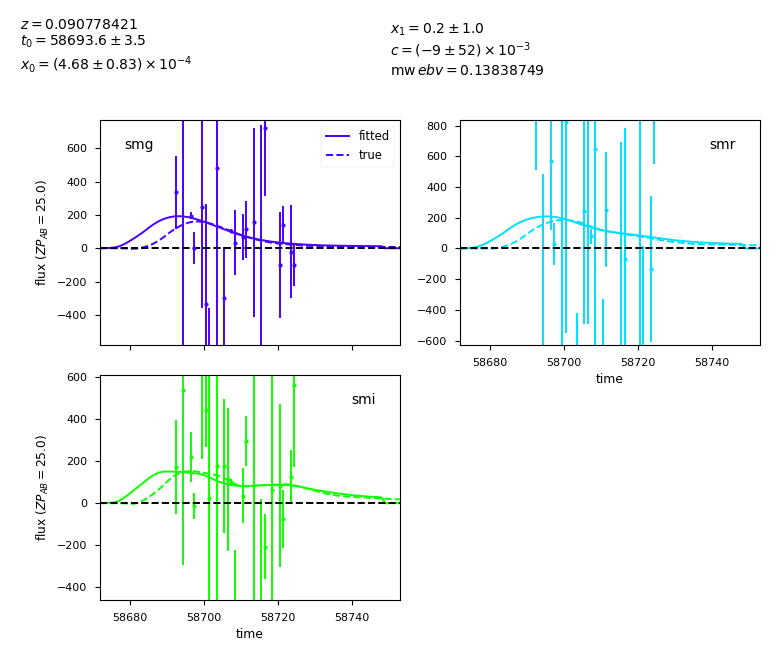 z = 0.090778421
t₀ = 58693.6 ± 3.5
x₀ = (4.68 ± 0.83) × 10⁻⁴
x₁ = 0.2 ± 1.0
c = (−9 ± 52) × 10⁻³
mw ebv = 0.13838749
smg
fitted
true
600
400
200
0
−200
−400
flux (ZP_AB = 25.0)
smr
800
600
400
200
0
−200
−400
−600
58680 58700 58720 58740
time
smi
600
400
200
0
−200
−400
flux (ZP_AB = 25.0)
58680 58700 58720 58740
time